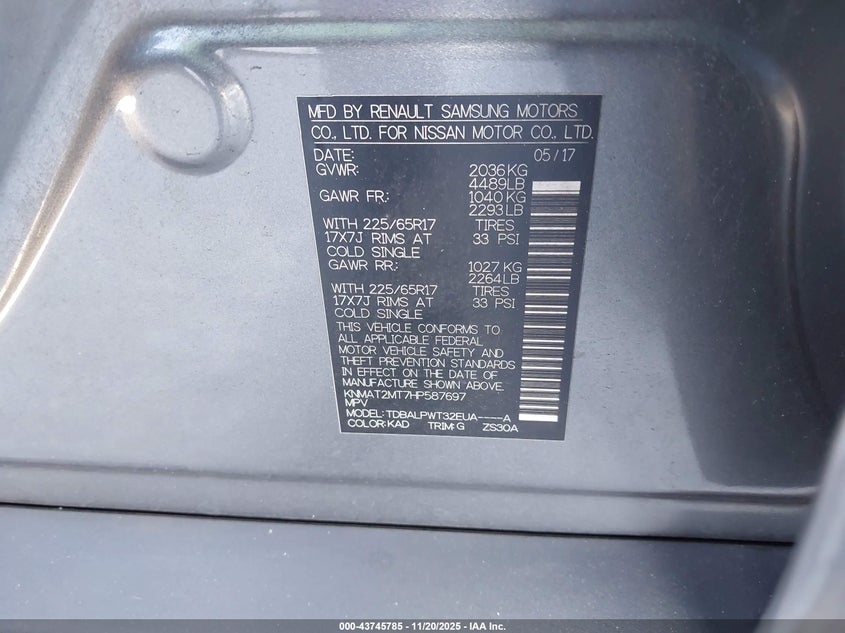 MFD BY RENAULT SAMSUNG MOTORS
CO., LTD. FOR NISSAN MOTOR CO., LTD.
DATE: 05/17
GVWR: 2036KG
4489LB
GAWR FR.: 1040KG
2293LB
WITH 225/65R17 TIRES
17X7J RIMS AT 33 PSI
COLD SINGLE
GAWR RR.: 1027KG
2264LB
WITH 225/65R17 TIRES
17X7J RIMS AT 33 PSI
COLD SINGLE
THIS VEHICLE CONFORMS TO
ALL APPLICABLE FEDERAL
MOTOR VEHICLE SAFETY AND
THEFT PREVENTION STANDARDS
IN EFFECT ON THE DATE OF
MANUFACTURE SHOWN ABOVE.
KNMAT2MT7HP587697
MPV
MODEL: TDBALPWT32EUA----A
COLOR: KAD TRIM: G ZS30A
000-43745785 - 11/20/2025 - IAA Inc.